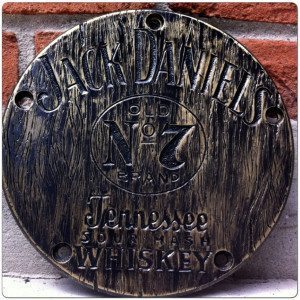 JACK DANIEL'S
OLD
No 7
BRAND
Tennessee
SOUR MASH
WHISKEY